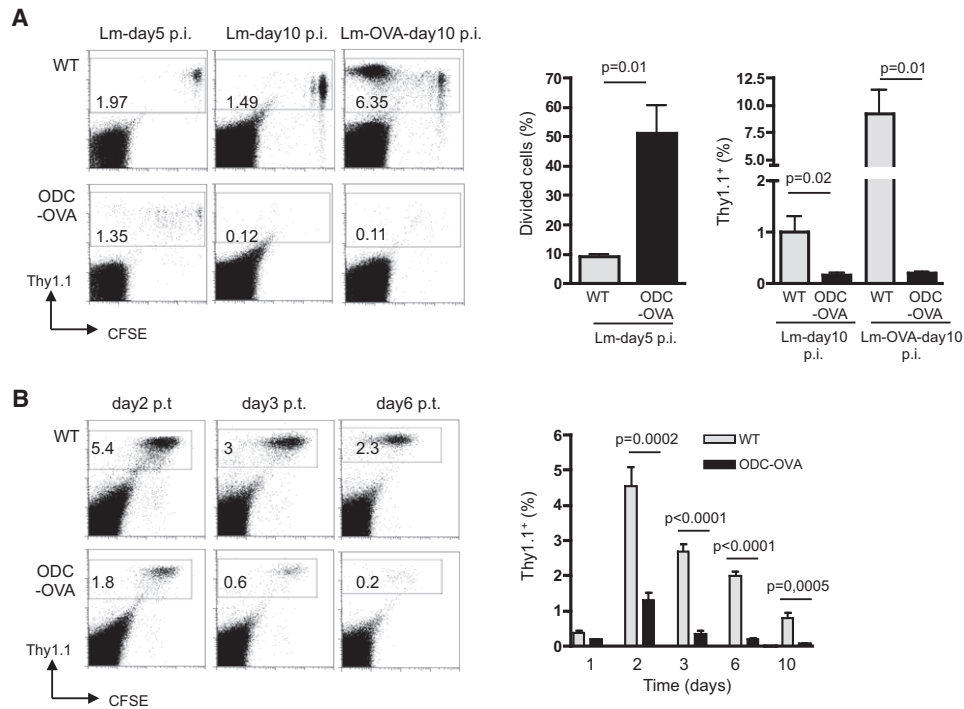 A
Lm-day5 p.i.
Lm-day10 p.i.
Lm-OVA-day10 p.i.
WT
1.97
1.49
6.35
ODC
-OVA
1.35
0.12
0.11
Thy1.1
CFSE
Divided cells (%)
70
60
50
40
30
20
10
0
p=0.01
WT
ODC
-OVA
Lm-day5 p.i.
Thy1.1⁺ (%)
12.5
10.0
7.5
5.0
2
1
0
p=0.02
p=0.01
WT
ODC
-OVA
WT
ODC
-OVA
Lm-day10
p.i.
Lm-OVA-day10
p.i.
B
day2 p.t
day3 p.t.
day6 p.t.
WT
5.4
3
2.3
ODC
-OVA
1.8
0.6
0.2
Thy1.1
CFSE
Thy1.1⁺ (%)
6
5
4
3
2
1
0
p=0.0002
p<0.0001
p<0.0001
p=0,0005
WT
ODC-OVA
1
2
3
6
10
Time (days)